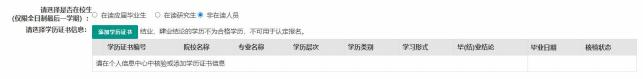 请选择是否在校生
(仅限全日制最后一学期)： 在读应届毕业生 在读研究生 非在读人员
请选择学历证书信息： 添加学历证书 结业、肄业结论的学历不为合格学历，不可用于认定报名。
学历证书编号 院校名称 专业名称 学历层次 学历类别 学习形式 毕(结)业结论 毕业日期 核验状态
请在个人信息中心中核验或添加学历证书信息